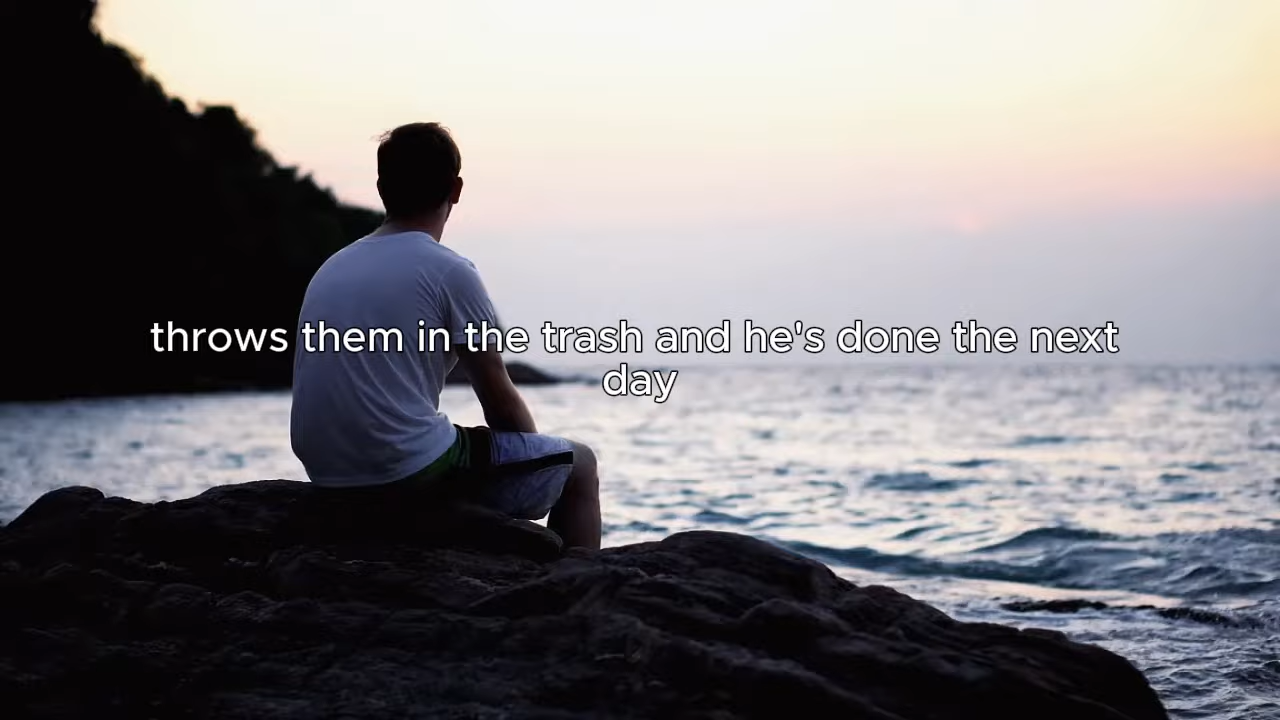 throws them in the trash and he's done the next
day